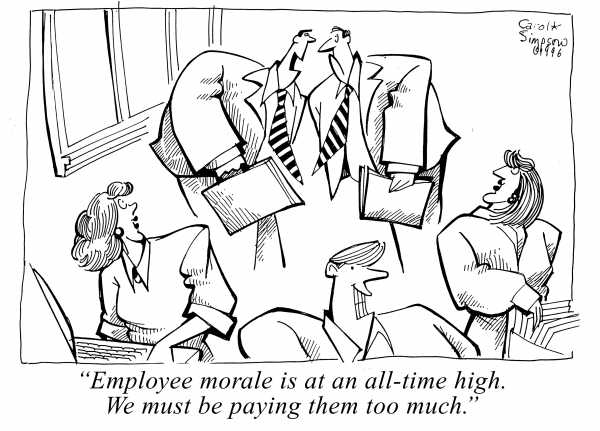 Carol*
Simpson
©1996
“Employee morale is at an all-time high.
We must be paying them too much.”